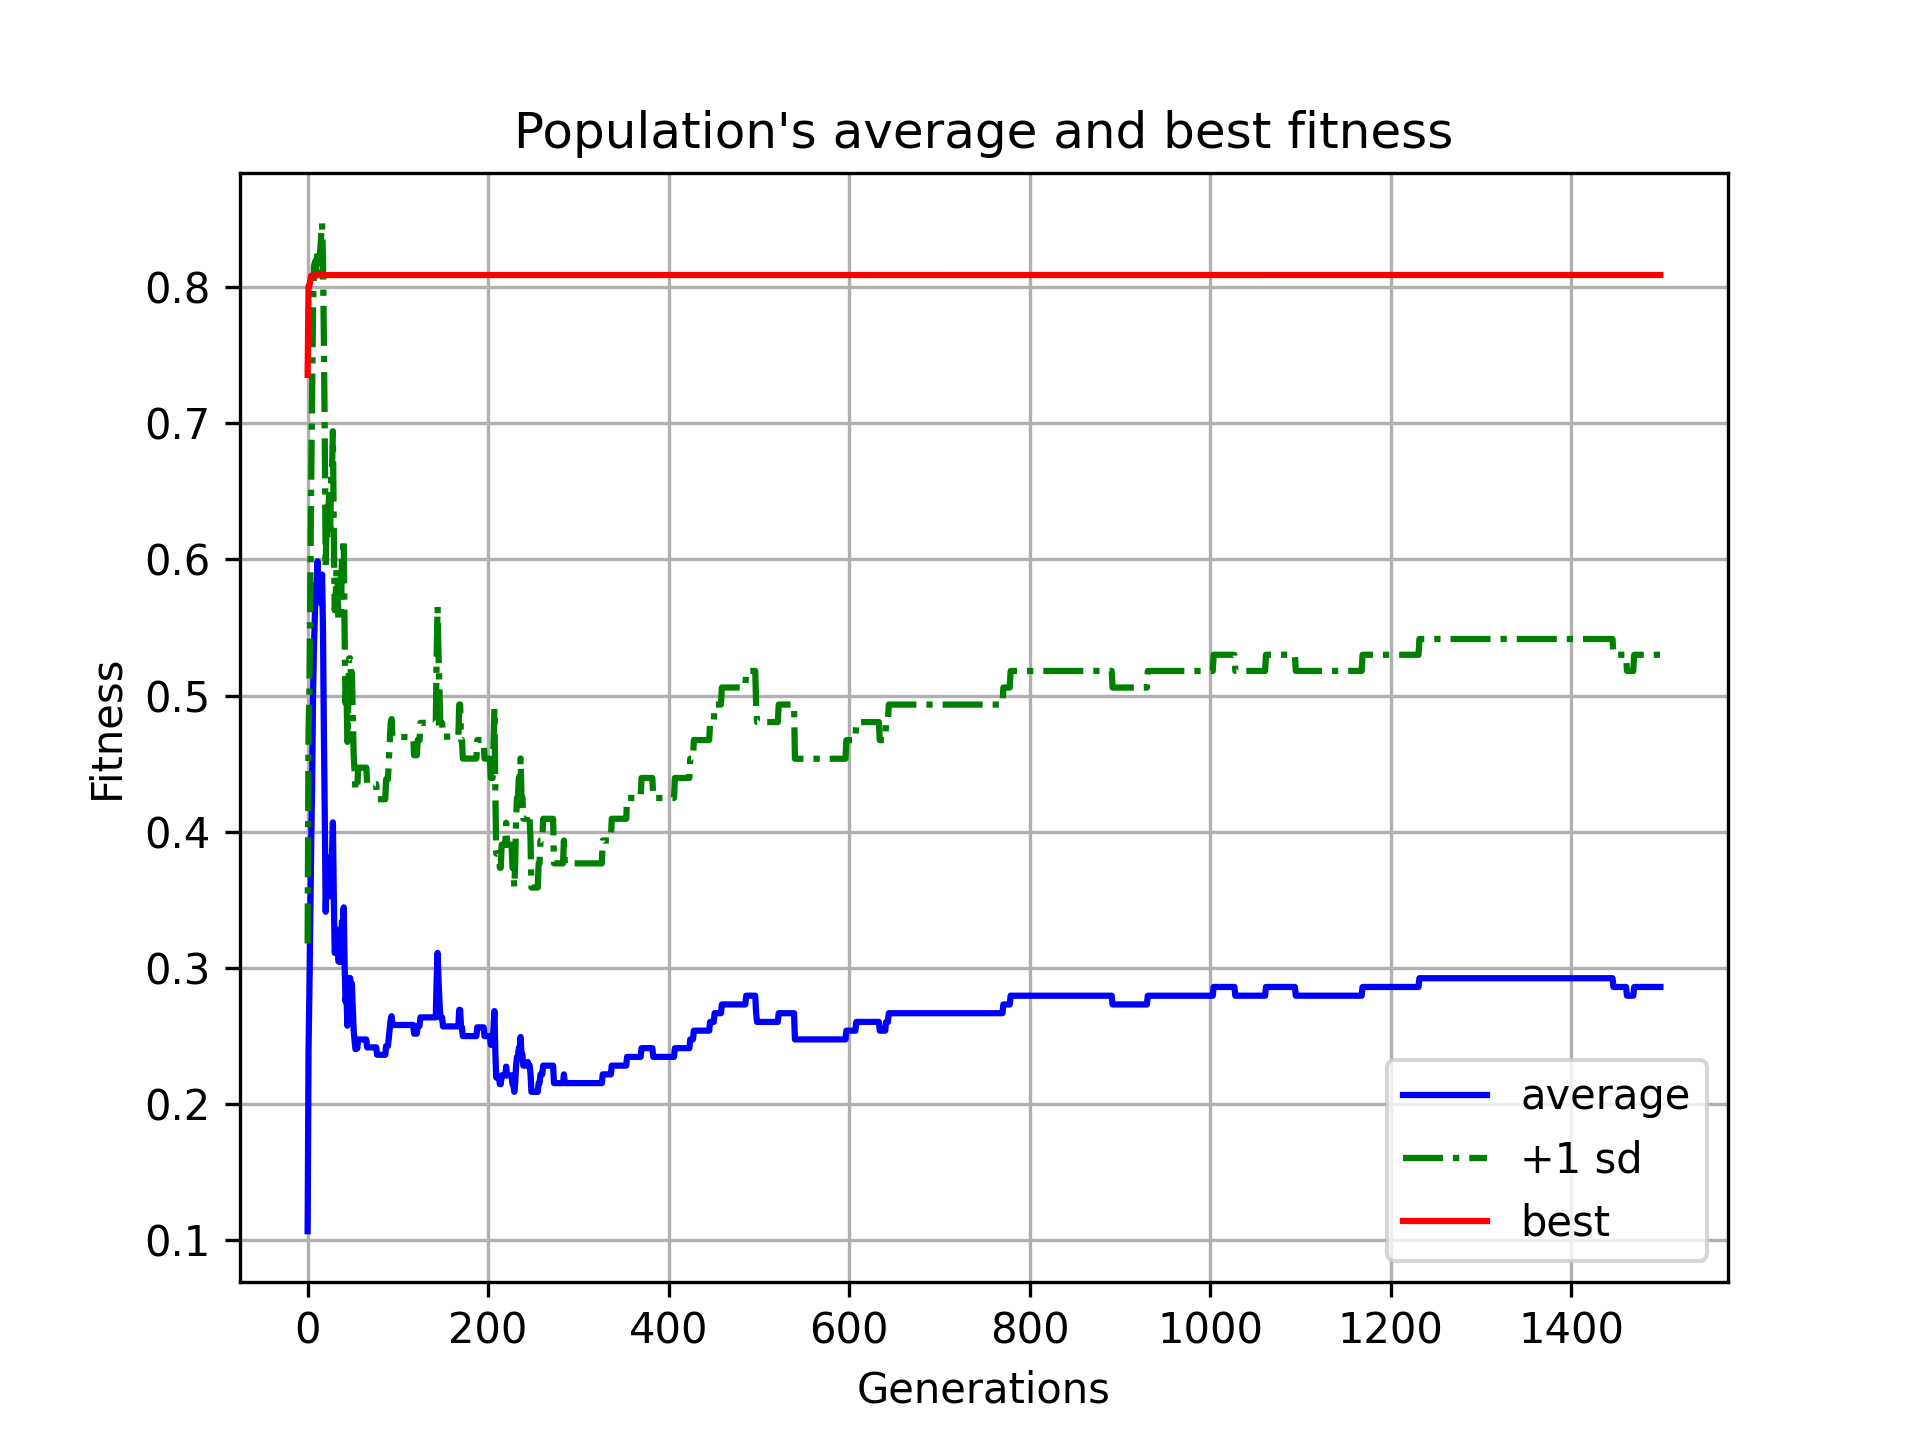 Population's average and best fitness
Fitness
0.8
0.7
0.6
0.5
0.4
0.3
0.2
0.1
0 200 400 600 800 1000 1200 1400
Generations
average
+1 sd
best